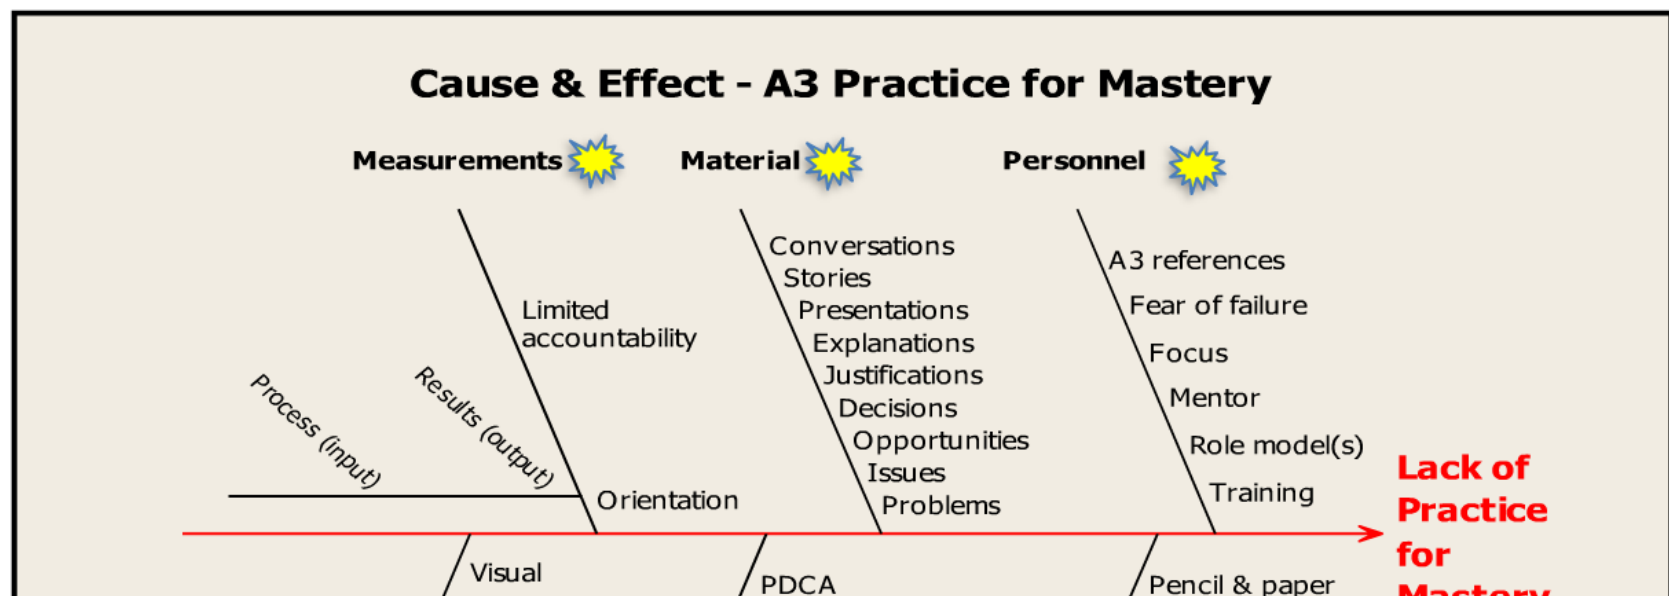 Cause & Effect - A3 Practice for Mastery
Measurements
Material
Personnel
Limited
accountability
Process (input)
Results (output)
Orientation
Conversations
Stories
Presentations
Explanations
Justifications
Decisions
Opportunities
Issues
Problems
A3 references
Fear of failure
Focus
Mentor
Role model(s)
Training
Lack of
Practice
for
Mastery
Visual
PDCA
Pencil & paper